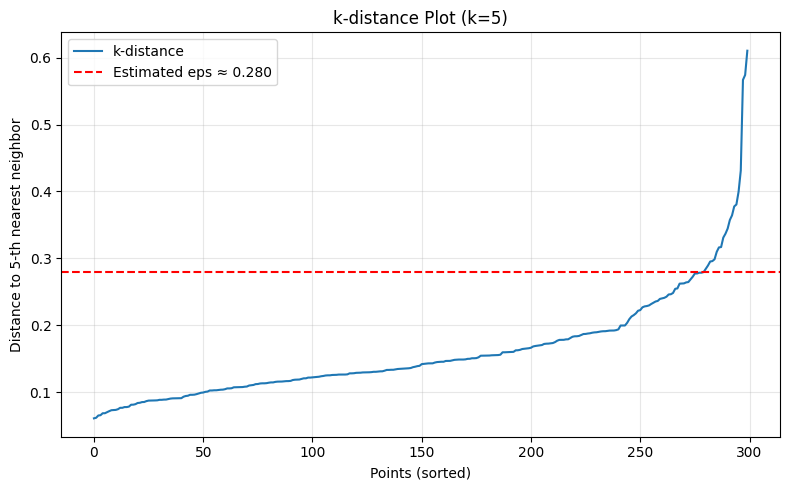 k-distance Plot (k=5)
k-distance
Estimated eps ≈ 0.280
Distance to 5-th nearest neighbor
0.6
0.5
0.4
0.3
0.2
0.1
0 50 100 150 200 250 300
Points (sorted)